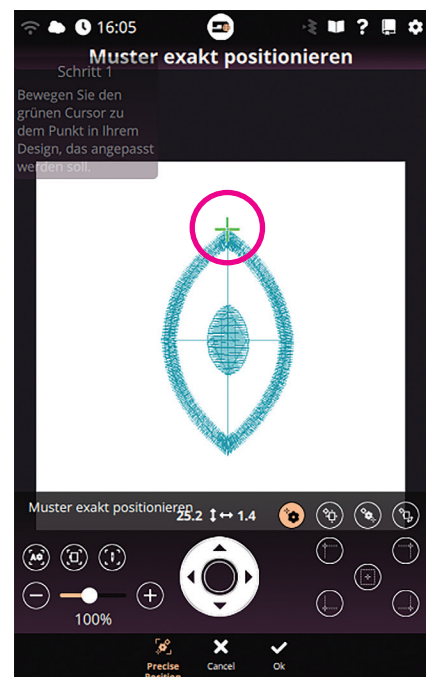 16:05
Muster exakt positionieren
Schritt 1
Bewegen Sie den
grünen Cursor zu
dem Punkt in Ihrem
Design, das angepasst
werden soll.
Muster exakt positionieren
25.2 1.4
100%
Precise
Position
Cancel
Ok